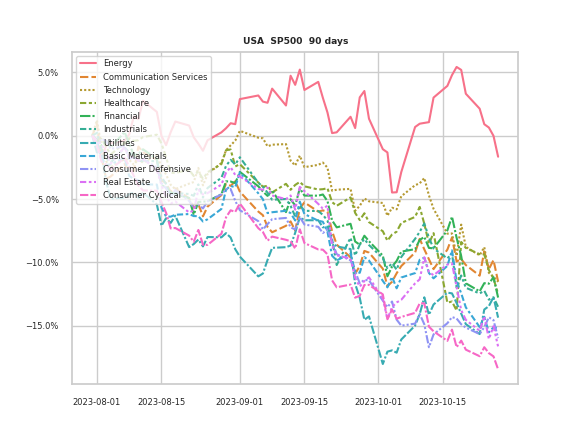 USA SP500 90 days
Energy
Communication Services
Technology
Healthcare
Financial
Industrials
Utilities
Basic Materials
Consumer Defensive
Real Estate
Consumer Cyclical
5.0%
0.0%
−5.0%
−10.0%
−15.0%
2023-08-01 2023-08-15 2023-09-01 2023-09-15 2023-10-01 2023-10-15